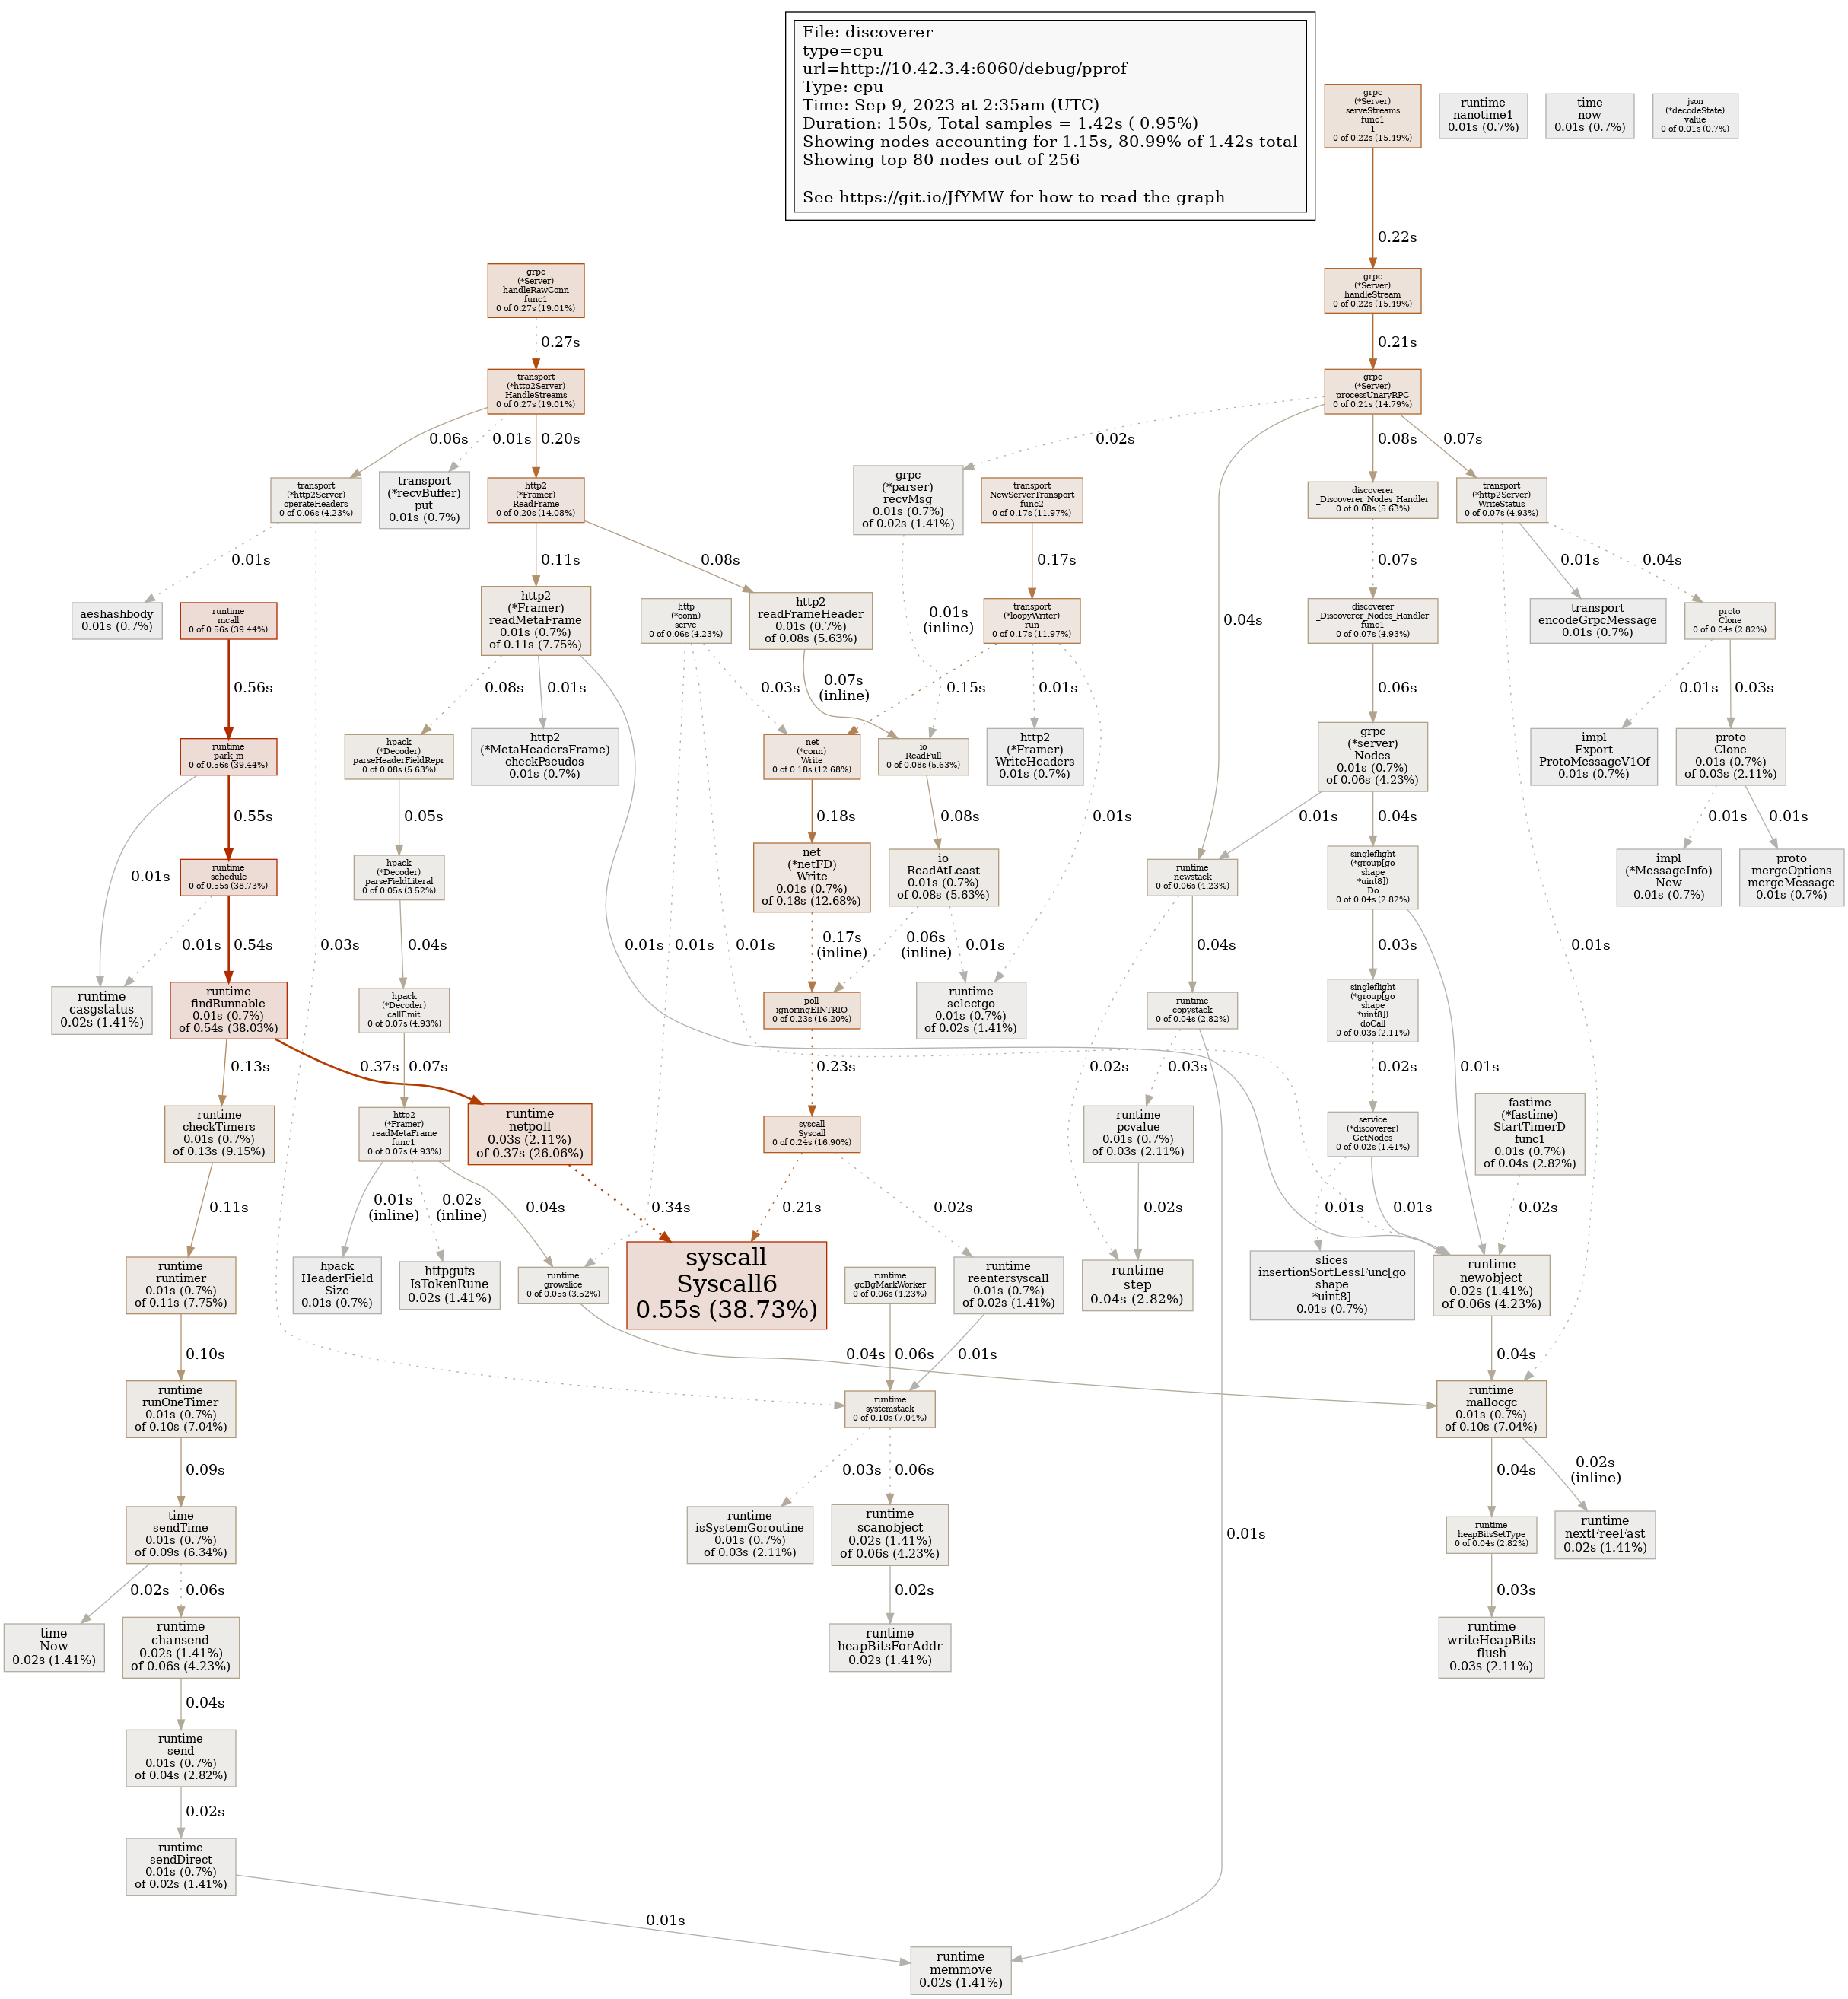 File: discoverer
type=cpu
url=http://10.42.3.4:6060/debug/pprof
Type: cpu
Time: Sep 9, 2023 at 2:35am (UTC)
Duration: 150s, Total samples = 1.42s ( 0.95%)
Showing nodes accounting for 1.15s, 80.99% of 1.42s total
Showing top 80 nodes out of 256
See https://git.io/JfYMW for how to read the graph
grpc
(*Server)
serveStreams
func1
1
0 of 0.22s (15.49%)
runtime
nanotime1
0.01s (0.7%)
time
now
0.01s (0.7%)
json
(*decodeState)
value
0 of 0.01s (0.7%)
0.22s
grpc
(*Server)
handleRawConn
func1
0 of 0.27s (19.01%)
grpc
(*Server)
handleStream
0 of 0.22s (15.49%)
0.27s
0.21s
transport
(*http2Server)
HandleStreams
0 of 0.27s (19.01%)
grpc
(*Server)
processUnaryRPC
0 of 0.21s (14.79%)
0.06s
0.01s
0.20s
0.02s
0.08s
0.07s
transport
(*http2Server)
operateHeaders
0 of 0.06s (4.23%)
transport
(*recvBuffer)
put
0.01s (0.7%)
http2
(*Framer)
ReadFrame
0 of 0.20s (14.08%)
grpc
(*parser)
recvMsg
0.01s (0.7%)
of 0.02s (1.41%)
transport
NewServerTransport
func2
0 of 0.17s (11.97%)
discoverer
_Discoverer_Nodes_Handler
0 of 0.08s (5.63%)
transport
(*http2Server)
WriteStatus
0 of 0.07s (4.93%)
0.01s
0.11s
0.08s
0.17s
0.07s
0.01s
0.04s
aeshashbody
0.01s (0.7%)
runtime
mcall
0 of 0.56s (39.44%)
http2
(*Framer)
readMetaFrame
0.01s (0.7%)
of 0.11s (7.75%)
http
(*conn)
serve
0 of 0.06s (4.23%)
http2
readFrameHeader
0.01s (0.7%)
of 0.08s (5.63%)
0.01s
(inline)
transport
(*loopyWriter)
run
0 of 0.17s (11.97%)
0.04s
discoverer
_Discoverer_Nodes_Handler
func1
0 of 0.07s (4.93%)
transport
encodeGrpcMessage
0.01s (0.7%)
proto
Clone
0 of 0.04s (2.82%)
0.56s
0.08s
0.01s
0.03s
0.07s
(inline)
0.15s
0.01s
0.06s
0.01s
0.03s
runtime
park_m
0 of 0.56s (39.44%)
hpack
(*Decoder)
parseHeaderFieldRepr
0 of 0.08s (5.63%)
http2
(*MetaHeadersFrame)
checkPseudos
0.01s (0.7%)
net
(*conn)
Write
0 of 0.18s (12.68%)
io
ReadFull
0 of 0.08s (5.63%)
http2
(*Framer)
WriteHeaders
0.01s (0.7%)
grpc
(*server)
Nodes
0.01s (0.7%)
of 0.06s (4.23%)
impl
Export
ProtoMessageV1Of
0.01s (0.7%)
proto
Clone
0.01s (0.7%)
of 0.03s (2.11%)
0.55s
0.05s
0.18s
0.08s
0.01s
0.01s
0.04s
0.01s
0.01s
0.01s
runtime
schedule
0 of 0.55s (38.73%)
hpack
(*Decoder)
parseFieldLiteral
0 of 0.05s (3.52%)
net
(*netFD)
Write
0.01s (0.7%)
of 0.18s (12.68%)
io
ReadAtLeast
0.01s (0.7%)
of 0.08s (5.63%)
runtime
newstack
0 of 0.06s (4.23%)
singleflight
(*group[go
shape
*uint8])
Do
0 of 0.04s (2.82%)
impl
(*MessageInfo)
New
0.01s (0.7%)
proto
mergeOptions
mergeMessage
0.01s (0.7%)
0.01s
0.54s
0.03s
0.04s
0.01s
0.01s
0.01s
0.17s
(inline)
0.06s
(inline)
0.01s
0.04s
0.03s
0.01s
runtime
casgstatus
0.02s (1.41%)
runtime
findRunnable
0.01s (0.7%)
of 0.54s (38.03%)
hpack
(*Decoder)
callEmit
0 of 0.07s (4.93%)
poll
ignoringEINTRIO
0 of 0.23s (16.20%)
runtime
selectgo
0.01s (0.7%)
of 0.02s (1.41%)
runtime
copystack
0 of 0.04s (2.82%)
singleflight
(*group[go
shape
*uint8])
doCall
0 of 0.03s (2.11%)
0.13s
0.37s
0.07s
0.23s
0.02s
0.03s
0.02s
0.01s
runtime
checkTimers
0.01s (0.7%)
of 0.13s (9.15%)
http2
(*Framer)
readMetaFrame
func1
0 of 0.07s (4.93%)
runtime
netpoll
0.03s (2.11%)
of 0.37s (26.06%)
syscall
Syscall
0 of 0.24s (16.90%)
runtime
pcvalue
0.01s (0.7%)
of 0.03s (2.11%)
service
(*discoverer)
GetNodes
0 of 0.02s (1.41%)
fastime
(*fastime)
StartTimerD
func1
0.01s (0.7%)
of 0.04s (2.82%)
0.11s
0.01s
(inline)
0.02s
(inline)
0.04s
0.34s
0.21s
0.02s
0.02s
0.01s
0.01s
0.02s
runtime
runtimer
0.01s (0.7%)
of 0.11s (7.75%)
hpack
HeaderField
Size
0.01s (0.7%)
httpguts
IsTokenRune
0.02s (1.41%)
runtime
growslice
0 of 0.05s (3.52%)
syscall
Syscall6
0.55s (38.73%)
runtime
gcBgMarkWorker
0 of 0.06s (4.23%)
runtime
reentersyscall
0.01s (0.7%)
of 0.02s (1.41%)
runtime
step
0.04s (2.82%)
slices
insertionSortLessFunc[go
shape
*uint8]
0.01s (0.7%)
runtime
newobject
0.02s (1.41%)
of 0.06s (4.23%)
0.10s
0.04s
0.06s
0.01s
0.04s
runtime
runOneTimer
0.01s (0.7%)
of 0.10s (7.04%)
runtime
systemstack
0 of 0.10s (7.04%)
runtime
mallocgc
0.01s (0.7%)
of 0.10s (7.04%)
0.09s
0.03s
0.06s
0.04s
0.02s
(inline)
time
sendTime
0.01s (0.7%)
of 0.09s (6.34%)
runtime
isSystemGoroutine
0.01s (0.7%)
of 0.03s (2.11%)
runtime
scanobject
0.02s (1.41%)
of 0.06s (4.23%)
0.01s
runtime
heapBitsSetType
0 of 0.04s (2.82%)
runtime
nextFreeFast
0.02s (1.41%)
0.02s
0.06s
0.02s
0.03s
time
Now
0.02s (1.41%)
runtime
chansend
0.02s (1.41%)
of 0.06s (4.23%)
runtime
heapBitsForAddr
0.02s (1.41%)
runtime
writeHeapBits
flush
0.03s (2.11%)
0.04s
runtime
send
0.01s (0.7%)
of 0.04s (2.82%)
0.02s
runtime
sendDirect
0.01s (0.7%)
of 0.02s (1.41%)
0.01s
runtime
memmove
0.02s (1.41%)